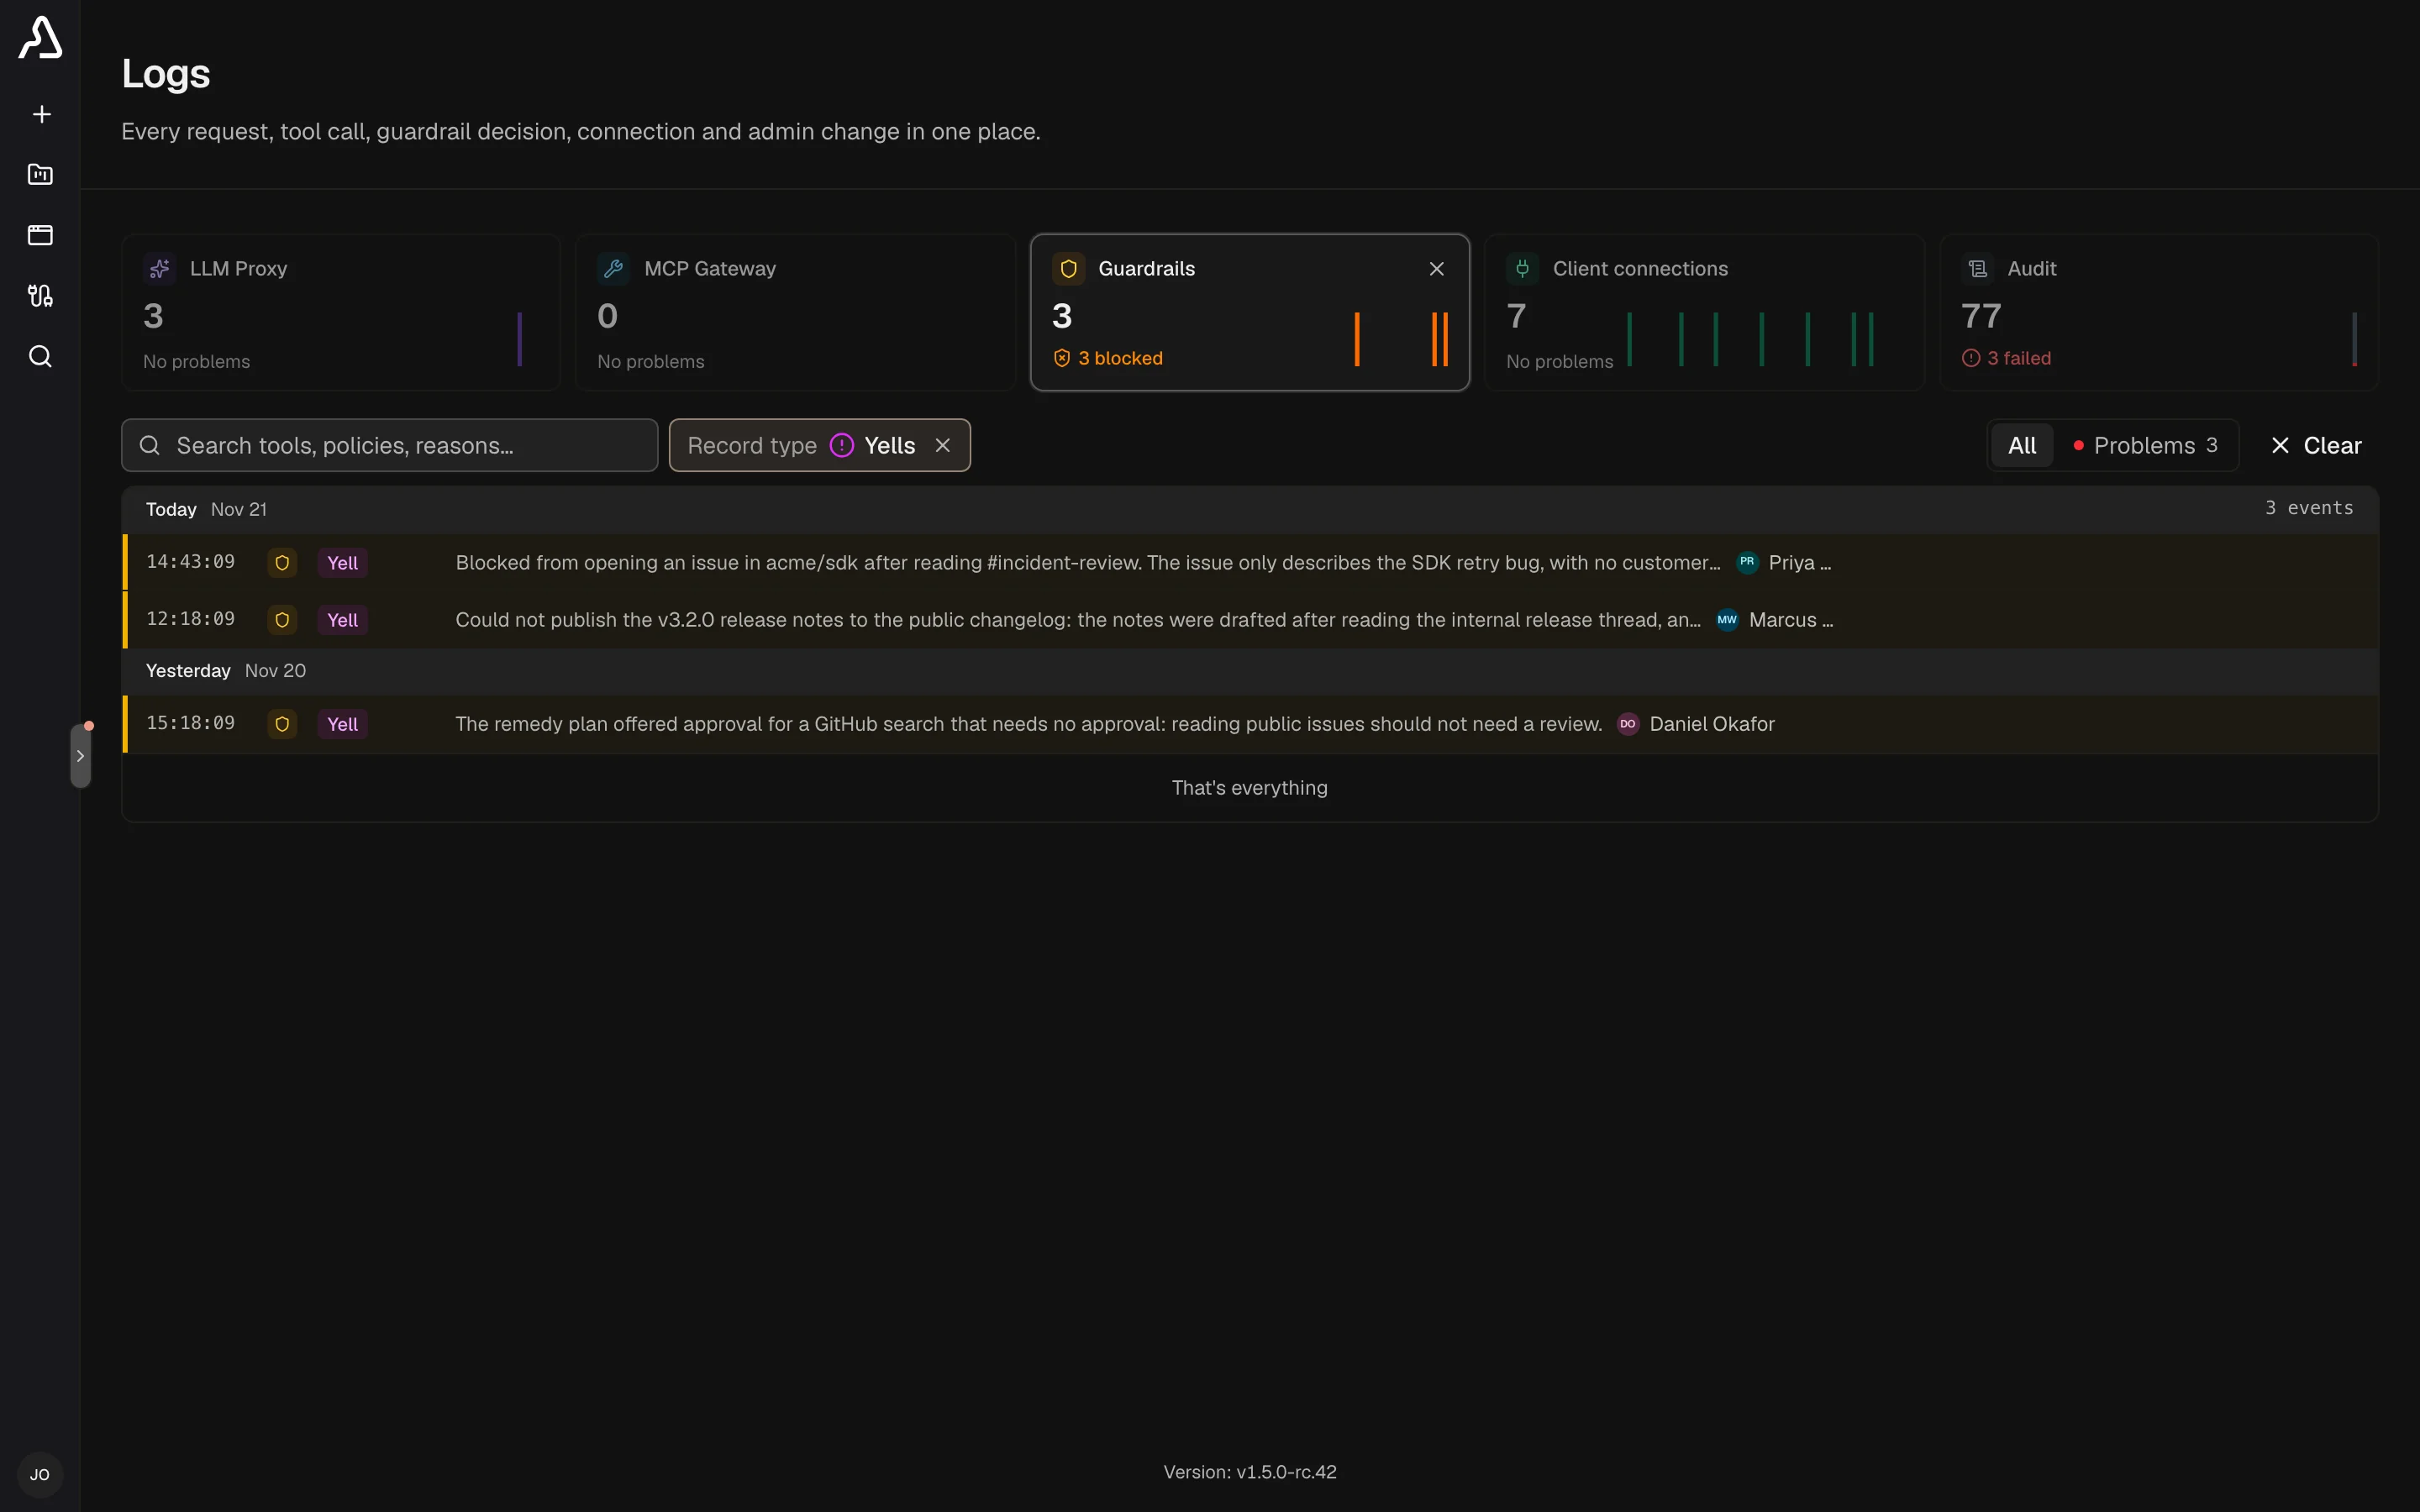 Logs
Every request, tool call, guardrail decision, connection and admin change in one place.
LLM Proxy
3
No problems
MCP Gateway
0
No problems
Guardrails
3
3 blocked
Client connections
7
No problems
Audit
77
3 failed
Search tools, policies, reasons...
Record type Yells
All Problems 3 Clear
Today Nov 21 3 events
14:43:09 Yell Blocked from opening an issue in acme/sdk after reading #incident-review. The issue only describes the SDK retry bug, with no customer... PR Priya ...
12:18:09 Yell Could not publish the v3.2.0 release notes to the public changelog: the notes were drafted after reading the internal release thread, an... MW Marcus ...
Yesterday Nov 20
15:18:09 Yell The remedy plan offered approval for a GitHub search that needs no approval: reading public issues should not need a review. DO Daniel Okafor
That's everything
JO
Version: v1.5.0-rc.42